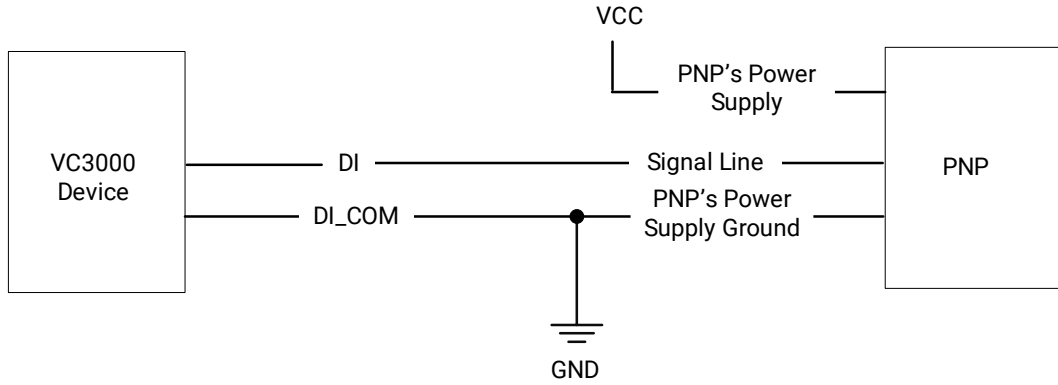 VCC
PNP's Power
Supply
VC3000
Device
DI
Signal Line
PNP
DI_COM
PNP's Power
Supply Ground
GND